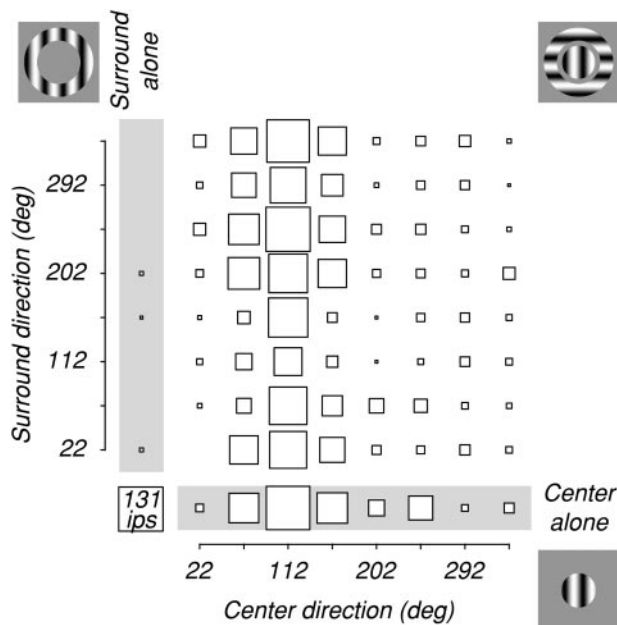 Surround
alone
Surround direction (deg)
292
202
112
22
131
ips
Center
alone
22
112
202
292
Center direction (deg)